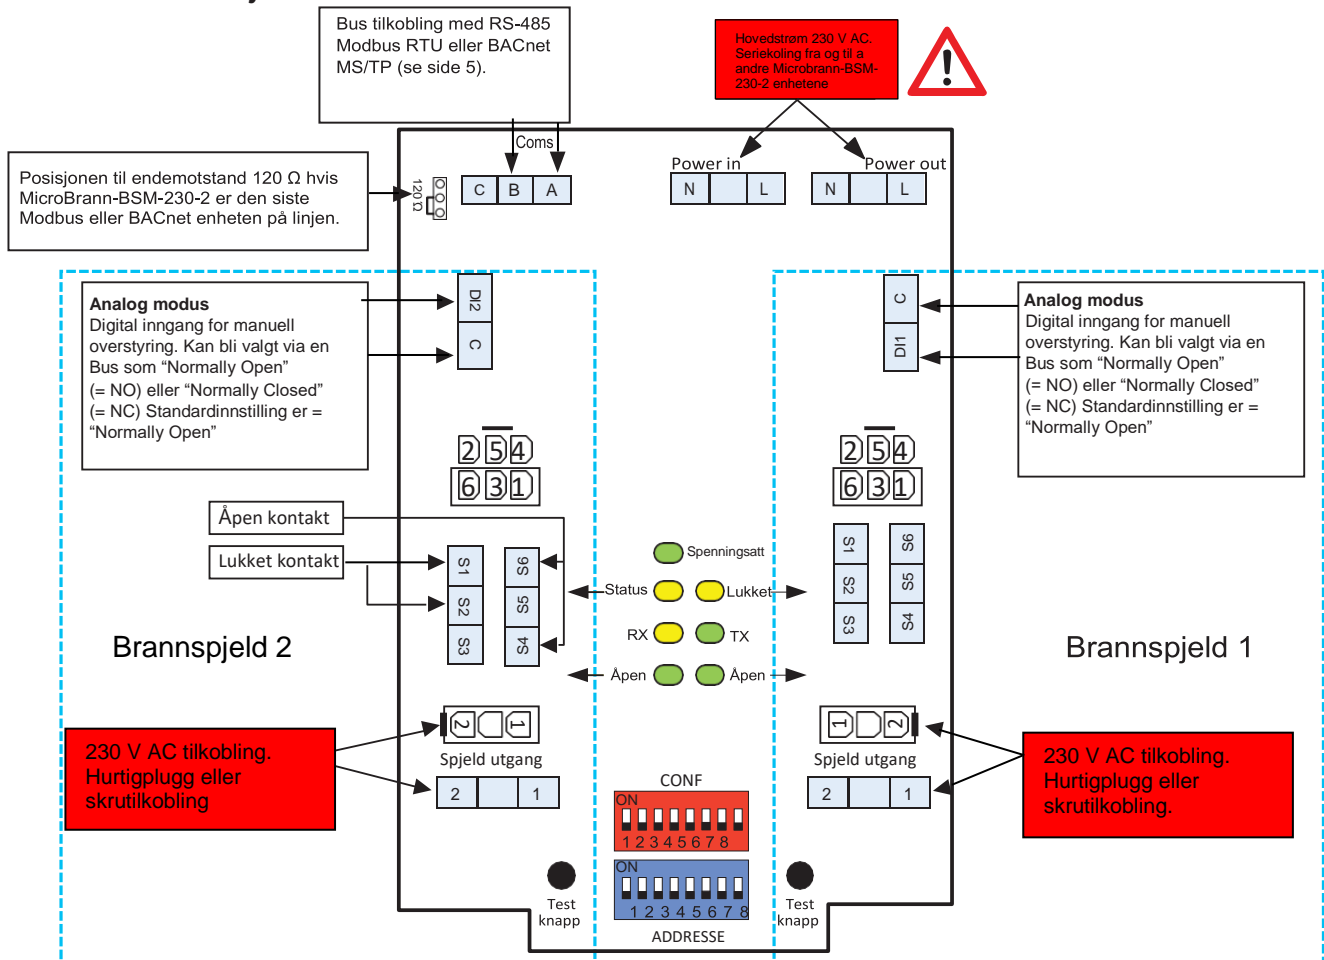 Bus tilkobling med RS-485
Modbus RTU eller BACnet
MS/TP (se side 5).
Hovedstrøm 230 V AC.
Seriekoling fra og til a
andre Microbrann-BSM-
230-2 enhetene
Coms
Power in
Power out
Posisjonen til endemotstand 120 Ω hvis
MicroBrann-BSM-230-2 er den siste
Modbus eller BACnet enheten på linjen.
120 Ω
C B A
N L
N L
Analog modus
Digital inngang for manuell
overstyring. Kan bli valgt via en
Bus som “Normally Open”
(= NO) eller “Normally Closed”
(= NC) Standardinnstilling er =
“Normally Open”
DI2
C
C
DI1
Analog modus
Digital inngang for manuell
overstyring. Kan bli valgt via en
Bus som “Normally Open”
(= NO) eller “Normally Closed”
(= NC) Standardinnstilling er =
“Normally Open”
2 5 4
6 3 1
2 5 4
6 3 1
Åpen kontakt
Lukket kontakt
S1
S2
S3
S6
S5
S4
Spenningsatt
Status
Lukket
RX
TX
Åpen
Åpen
S1
S2
S3
S6
S5
S4
Brannspjeld 2
Brannspjeld 1
230 V AC tilkobling.
Hurtigplugg eller
skrutilkobling
2 1
Spjeld utgang
2 1
1 2
Spjeld utgang
2 1
230 V AC tilkobling.
Hurtigplugg eller
skrutilkobling.
CONF
ON
1 2 3 4 5 6 7 8
ON
1 2 3 4 5 6 7 8
ADDRESSE
Test
knapp
Test
knapp